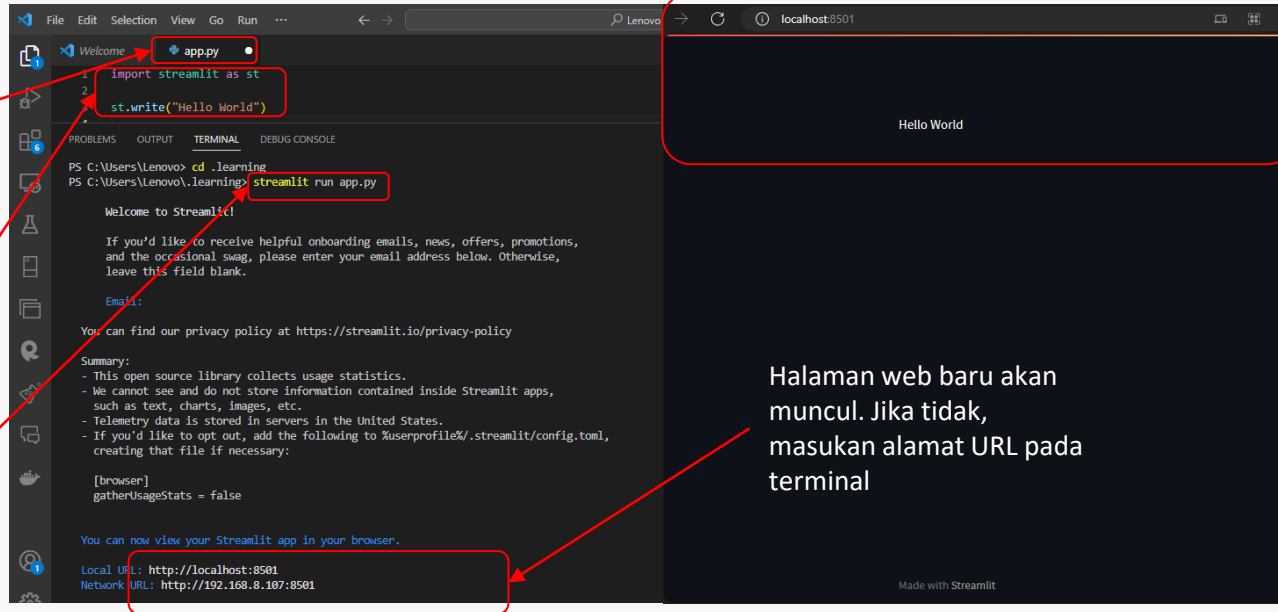 File Edit Selection View Go Run ··· Lenovo
localhost:8501
Welcome app.py
1 import streamlit as st
2
st.write("Hello World")
Hello World
PROBLEMS OUTPUT TERMINAL DEBUG CONSOLE
PS C:\Users\Lenovo> cd .learning
PS C:\Users\Lenovo\.learning> streamlit run app.py
Welcome to Streamlit!
If you'd like to receive helpful onboarding emails, news, offers, promotions,
and the occasional swag, please enter your email address below. Otherwise,
leave this field blank.
Email:
You can find our privacy policy at https://streamlit.io/privacy-policy
Summary:
- This open source library collects usage statistics.
- We cannot see and do not store information contained inside Streamlit apps,
such as text, charts, images, etc.
- Telemetry data is stored in servers in the United States.
- If you'd like to opt out, add the following to %userprofile%/.streamlit/config.toml,
creating that file if necessary:
[browser]
gatherUsageStats = false
You can now view your Streamlit app in your browser.
Local URL: http://localhost:8501
Network URL: http://192.168.8.107:8501
Halaman web baru akan
muncul. Jika tidak,
masukan alamat URL pada
terminal
Made with Streamlit
1
6
1